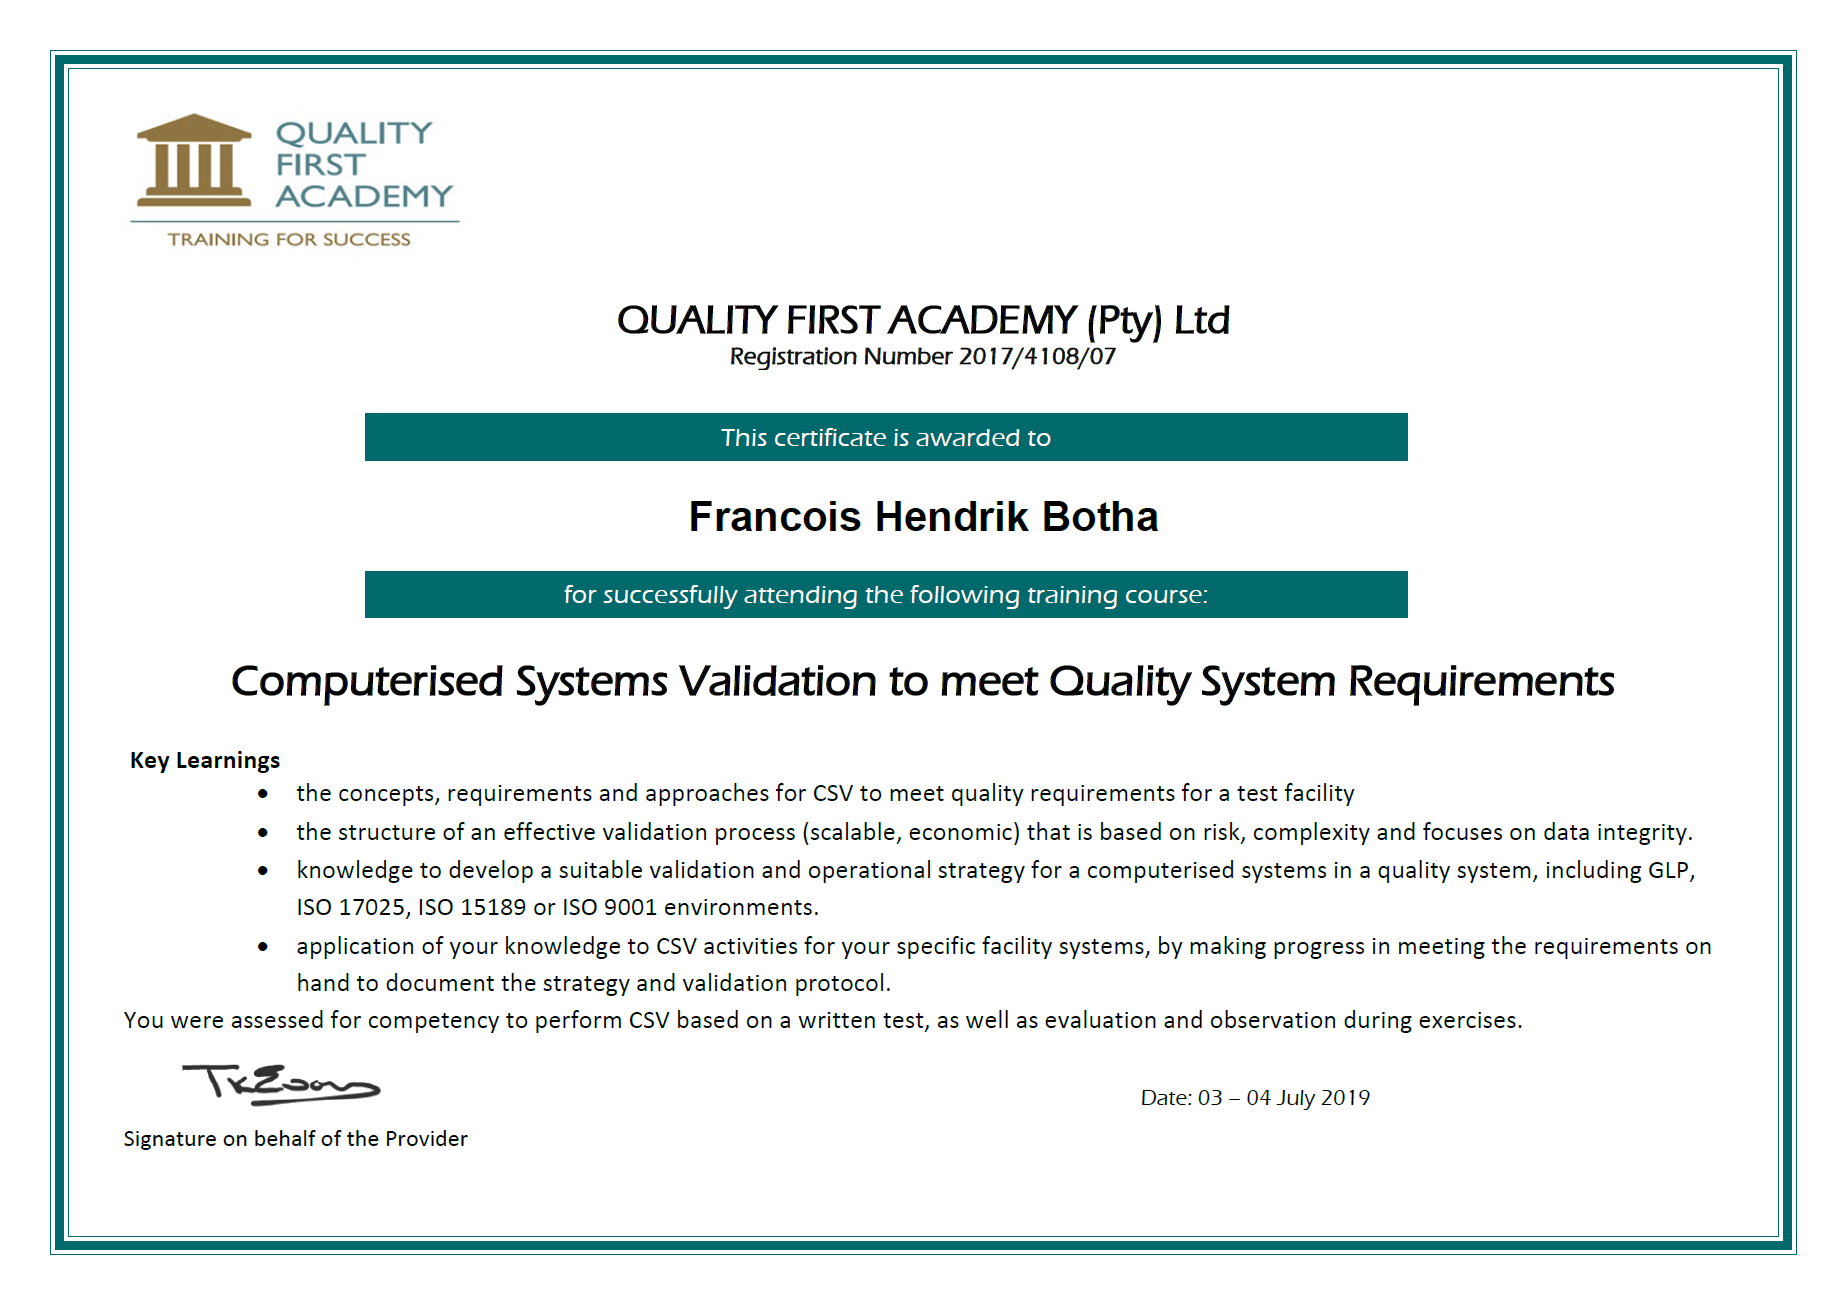 QUALITY
FIRST
ACADEMY
TRAINING FOR SUCCESS
QUALITY FIRST ACADEMY (Pty) Ltd
Registration Number 2017/4108/07
This certificate is awarded to
Francois Hendrik Botha
for successfully attending the following training course:
Computerised Systems Validation to meet Quality System Requirements
Key Learnings
• the concepts, requirements and approaches for CSV to meet quality requirements for a test facility
• the structure of an effective validation process (scalable, economic) that is based on risk, complexity and focuses on data integrity.
• knowledge to develop a suitable validation and operational strategy for a computerised systems in a quality system, including GLP,
ISO 17025, ISO 15189 or ISO 9001 environments.
• application of your knowledge to CSV activities for your specific facility systems, by making progress in meeting the requirements on
hand to document the strategy and validation protocol.
You were assessed for competency to perform CSV based on a written test, as well as evaluation and observation during exercises.
Date: 03 – 04 July 2019
Signature on behalf of the Provider